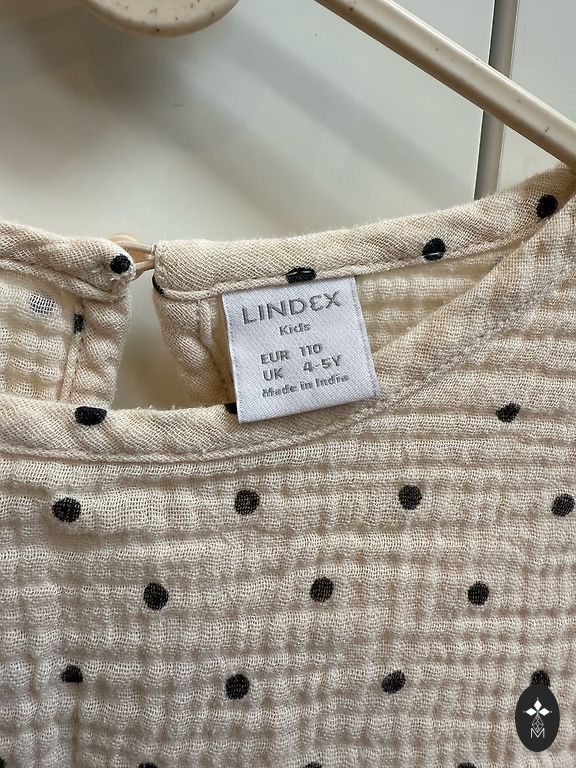 LINDEX
Kids
EUR 110
UK 4-5Y
Made in India